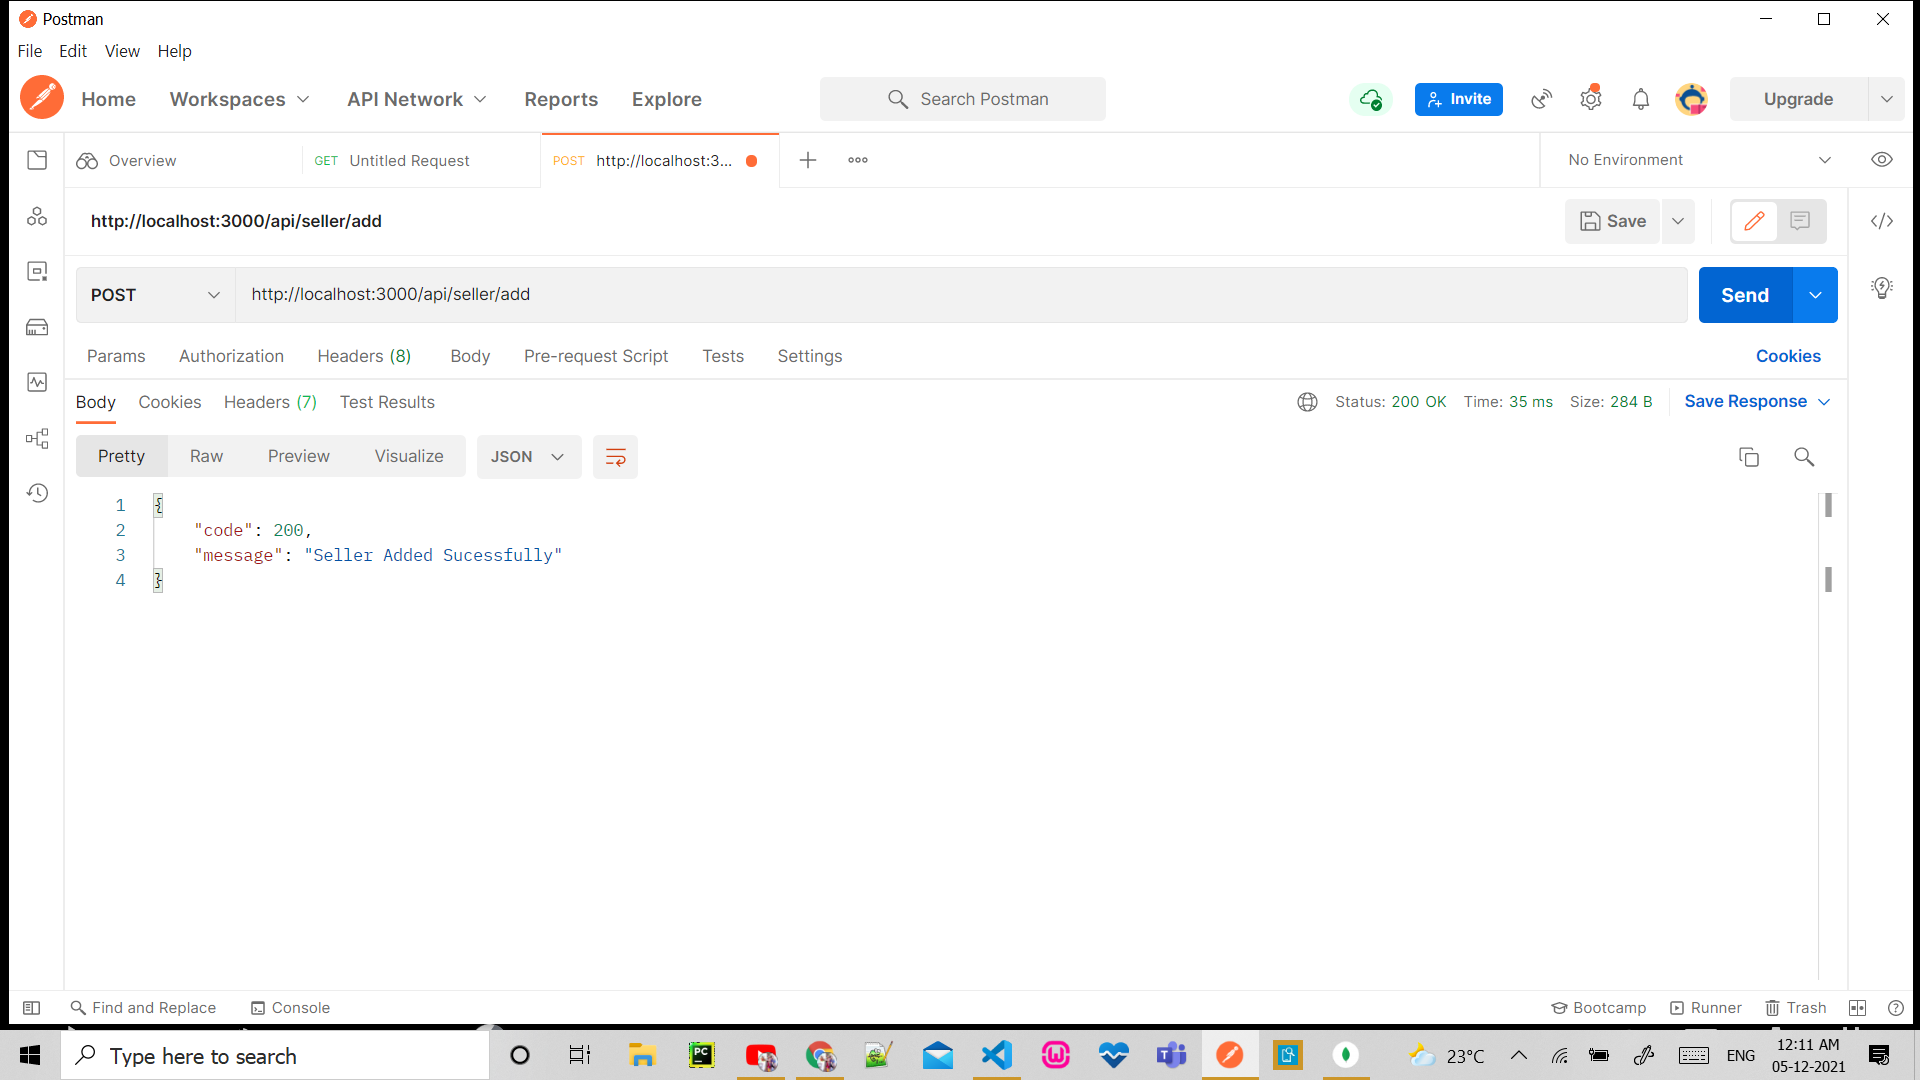 Postman
File Edit View Help
Home Workspaces API Network Reports Explore Search Postman Invite Upgrade
Overview GET Untitled Request POST http://localhost:3... No Environment
http://localhost:3000/api/seller/add Save
POST http://localhost:3000/api/seller/add Send
Params Authorization Headers (8) Body Pre-request Script Tests Settings Cookies
Body Cookies Headers (7) Test Results Status: 200 OK Time: 35 ms Size: 284 B Save Response
Pretty Raw Preview Visualize JSON
1 {
2 "code": 200,
3 "message": "Seller Added Sucessfully"
4 }
Find and Replace Console Bootcamp Runner Trash
Type here to search PC 23°C ENG 12:11 AM
05-12-2021